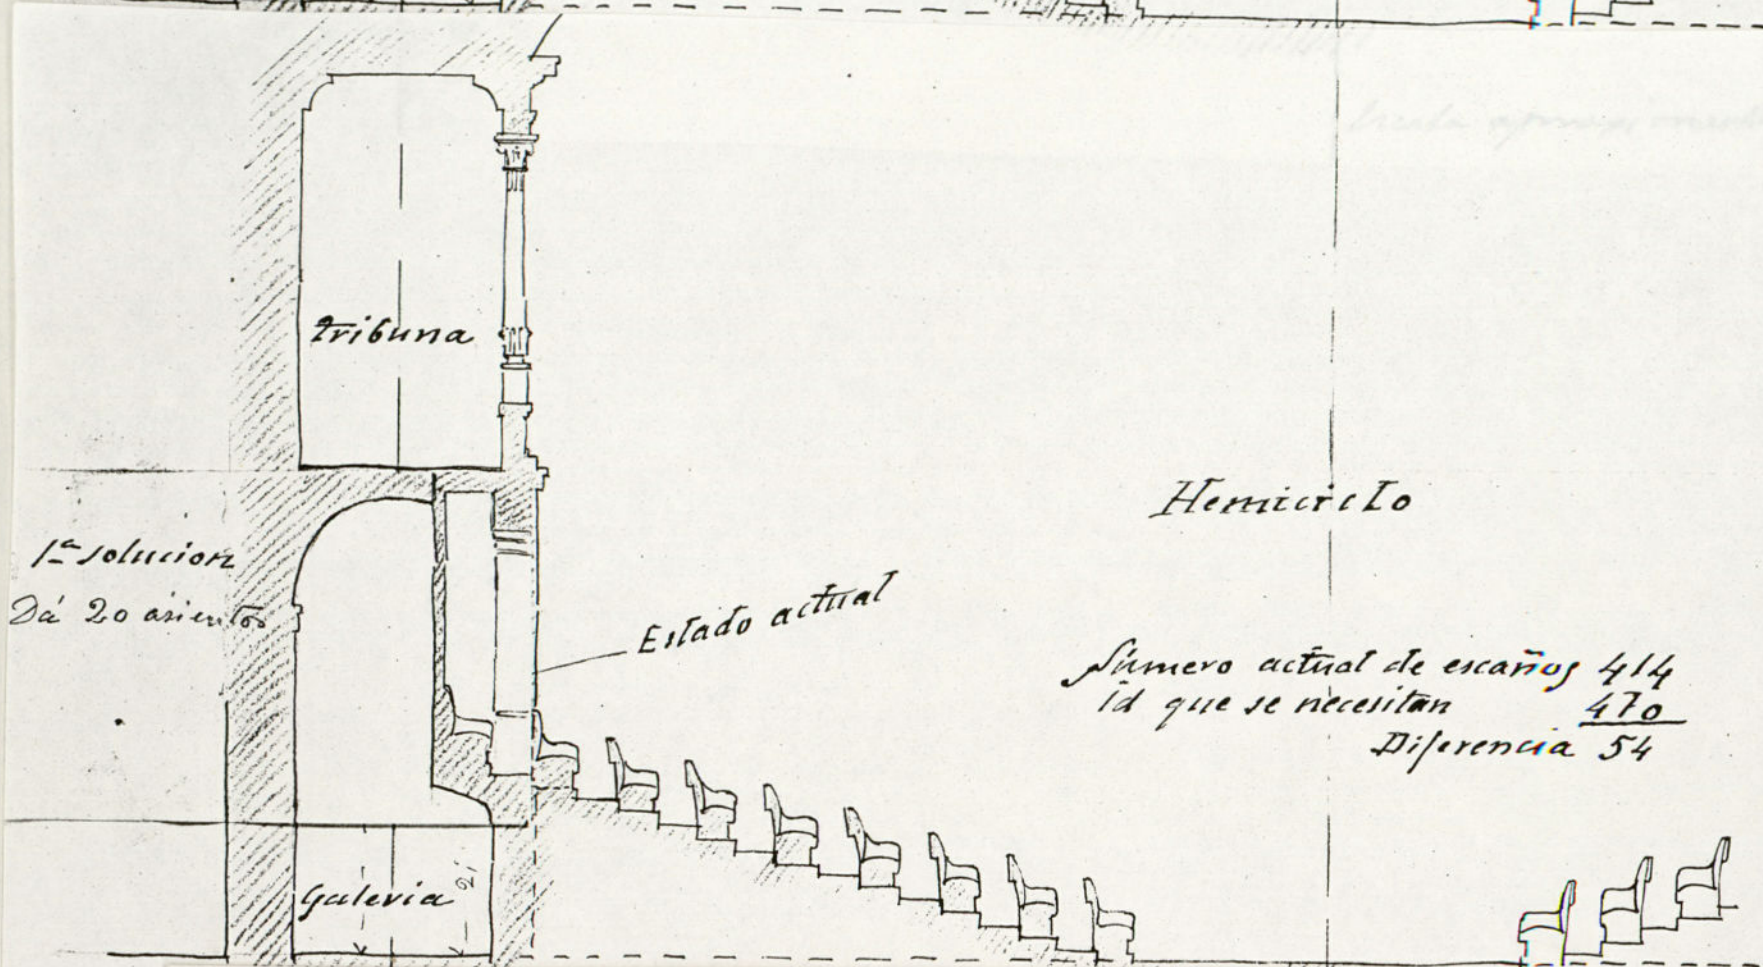 Tribuna
Hemiciclo
1ª solucion
Dá 20 asientos
Estado actual
Número actual de escaños 414
id que se necesitan 470
Diferencia 54
Galeria